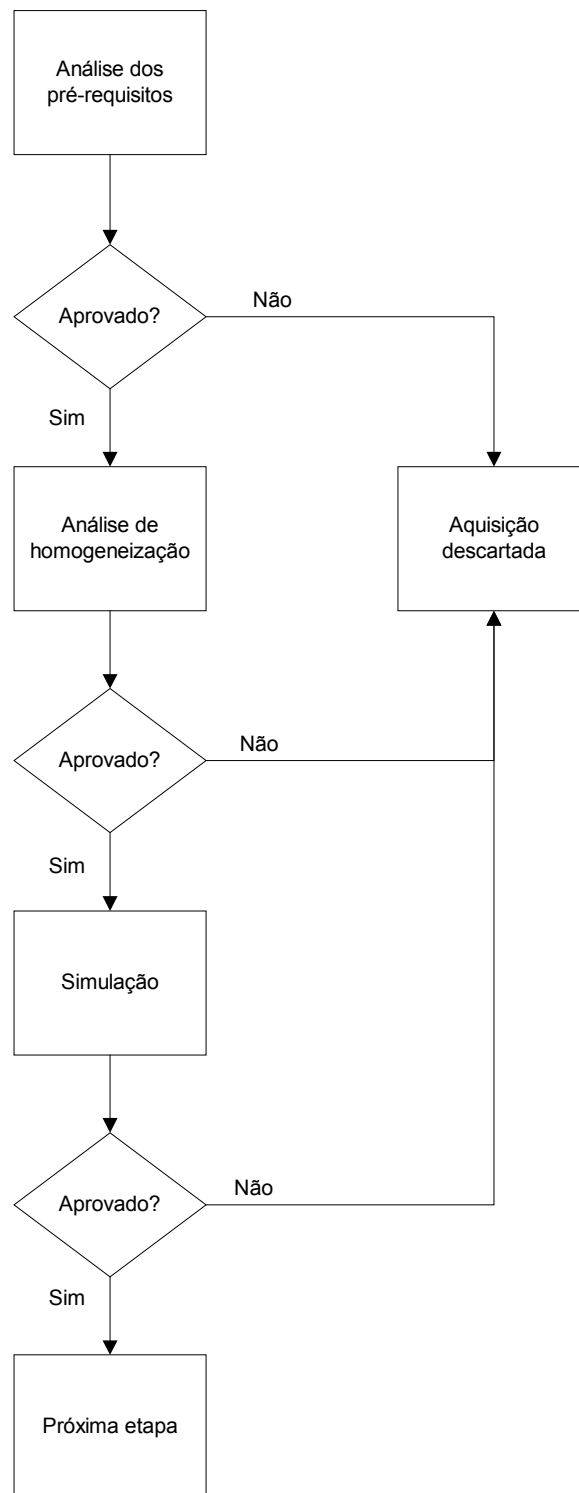 Análise dos
pré-requisitos
Aprovado?
Não
Sim
Análise de
homogeneização
Aquisição
descartada
Aprovado?
Não
Sim
Simulação
Aprovado?
Não
Sim
Próxima etapa